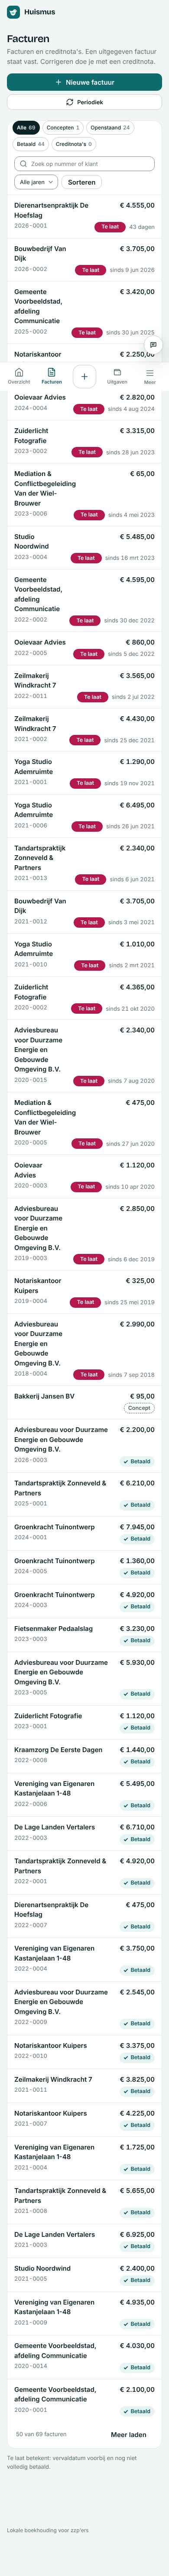 Huismus
Facturen
Facturen en creditnota's. Een uitgegeven factuur
staat vast. Corrigeren doe je met een creditnota.
+ Nieuwe factuur
Periodiek
Alle 69 Concepten 1 Openstaand 24
Betaald 44 Creditnota's 0
Zoek op nummer of klant
Alle jaren Sorteren
Dierenartsenpraktijk De € 4.555,00
Hoefslag
2026-0001 Te laat 43 dagen
Bouwbedrijf Van € 3.705,00
Dijk
2026-0002 Te laat sinds 9 jun 2026
Gemeente € 3.420,00
Voorbeeldstad,
afdeling
Communicatie
2025-0002 Te laat sinds 30 jun 2025
Notariskantoor € 2.250,00
Overzicht Facturen + Uitgaven Meer
Ooievaar Advies € 2.820,00
2024-0004 Te laat sinds 4 aug 2024
Zuiderlicht € 3.315,00
Fotografie
2023-0002 Te laat sinds 28 jun 2023
Mediation & € 65,00
Conflictbegeleiding
Van der Wiel-
Brouwer
2023-0006 Te laat sinds 4 mei 2023
Studio € 5.485,00
Noordwind
2023-0004 Te laat sinds 16 mrt 2023
Gemeente € 4.595,00
Voorbeeldstad,
afdeling
Communicatie
2022-0002 Te laat sinds 30 dec 2022
Ooievaar Advies € 860,00
2022-0005 Te laat sinds 5 dec 2022
Zeilmakerij € 3.565,00
Windkracht 7
2022-0011 Te laat sinds 2 jul 2022
Zeilmakerij € 4.430,00
Windkracht 7
2021-0002 Te laat sinds 25 dec 2021
Yoga Studio € 1.290,00
Ademruimte
2021-0001 Te laat sinds 19 nov 2021
Yoga Studio € 6.495,00
Ademruimte
2021-0006 Te laat sinds 26 jun 2021
Tandartspraktijk € 2.340,00
Zonneveld &
Partners
2021-0013 Te laat sinds 6 jun 2021
Bouwbedrijf Van € 3.705,00
Dijk
2021-0012 Te laat sinds 3 mei 2021
Yoga Studio € 1.010,00
Ademruimte
2021-0010 Te laat sinds 2 mrt 2021
Zuiderlicht € 4.365,00
Fotografie
2020-0002 Te laat sinds 21 okt 2020
Adviesbureau € 2.340,00
voor Duurzame
Energie en
Gebouwde
Omgeving B.V.
2020-0015 Te laat sinds 7 aug 2020
Mediation & € 475,00
Conflictbegeleiding
Van der Wiel-
Brouwer
2020-0005 Te laat sinds 27 jun 2020
Ooievaar € 1.120,00
Advies
2020-0003 Te laat sinds 10 apr 2020
Adviesbureau € 2.850,00
voor Duurzame
Energie en
Gebouwde
Omgeving B.V.
2019-0003 Te laat sinds 6 dec 2019
Notariskantoor € 325,00
Kuipers
2019-0004 Te laat sinds 25 mei 2019
Adviesbureau € 2.990,00
voor Duurzame
Energie en
Gebouwde
Omgeving B.V.
2018-0004 Te laat sinds 7 sep 2018
Bakkerij Jansen BV € 95,00
Concept
Adviesbureau voor Duurzame € 2.200,00
Energie en Gebouwde
Omgeving B.V.
2026-0003 Betaald
Tandartspraktijk Zonneveld & € 6.210,00
Partners
2025-0001 Betaald
Groenkracht Tuinontwerp € 7.945,00
2024-0001 Betaald
Groenkracht Tuinontwerp € 1.360,00
2024-0005 Betaald
Groenkracht Tuinontwerp € 4.920,00
2024-0003 Betaald
Fietsenmaker Pedaalslag € 3.230,00
2023-0003 Betaald
Adviesbureau voor Duurzame € 5.930,00
Energie en Gebouwde
Omgeving B.V.
2023-0005 Betaald
Zuiderlicht Fotografie € 1.120,00
2023-0001 Betaald
Kraamzorg De Eerste Dagen € 1.440,00
2022-0008 Betaald
Vereniging van Eigenaren € 5.495,00
Kastanjelaan 1-48
2022-0006 Betaald
De Lage Landen Vertalers € 6.710,00
2022-0003 Betaald
Tandartspraktijk Zonneveld & € 4.920,00
Partners
2022-0001 Betaald
Dierenartsenpraktijk De € 475,00
Hoefslag
2022-0007 Betaald
Vereniging van Eigenaren € 3.750,00
Kastanjelaan 1-48
2022-0004 Betaald
Adviesbureau voor Duurzame € 2.545,00
Energie en Gebouwde
Omgeving B.V.
2022-0009 Betaald
Notariskantoor Kuipers € 3.375,00
2022-0010 Betaald
Zeilmakerij Windkracht 7 € 3.825,00
2021-0011 Betaald
Notariskantoor Kuipers € 4.225,00
2021-0007 Betaald
Vereniging van Eigenaren € 1.725,00
Kastanjelaan 1-48
2021-0004 Betaald
Tandartspraktijk Zonneveld & € 5.655,00
Partners
2021-0008 Betaald
De Lage Landen Vertalers € 6.925,00
2021-0003 Betaald
Studio Noordwind € 2.400,00
2021-0005 Betaald
Vereniging van Eigenaren € 4.935,00
Kastanjelaan 1-48
2021-0009 Betaald
Gemeente Voorbeeldstad, € 4.030,00
afdeling Communicatie
2020-0014 Betaald
Gemeente Voorbeeldstad, € 2.100,00
afdeling Communicatie
2020-0001 Betaald
50 van 69 facturen Meer laden
Te laat betekent: vervaldatum voorbij en nog niet
volledig betaald.
Lokale boekhouding voor zzp'ers